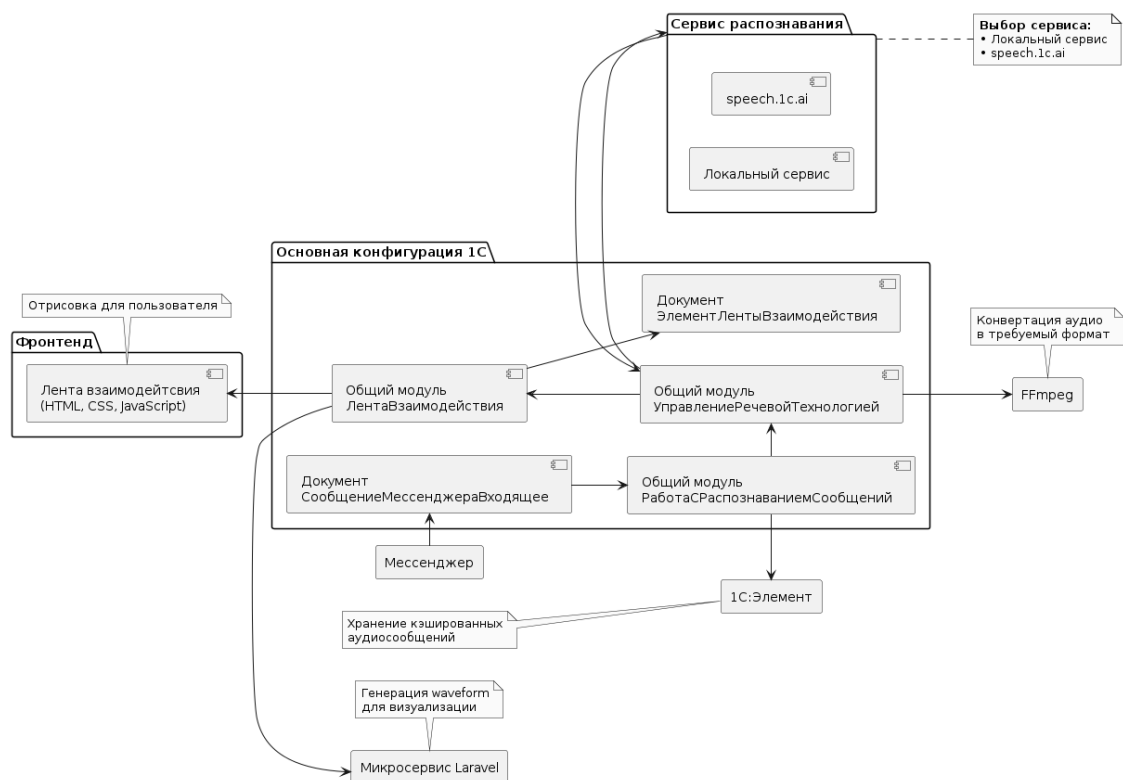 Сервис распознавания
Выбор сервиса:
• Локальный сервис
• speech.1c.ai
speech.1c.ai
Локальный сервис
Основная конфигурация 1С
Документ
ЭлементЛентыВзаимодействия
Отрисовка для пользователя
Конвертация аудио
в требуемый формат
Фронтенд
Лента взаимодейтсвия
(HTML, CSS, JavaScript)
Общий модуль
ЛентаВзаимодействия
Общий модуль
УправлениеРечевойТехнологией
FFmpeg
Документ
СообщениеМессенджераВходящее
Общий модуль
РаботаСРаспознаваниемСообщений
Мессенджер
1С:Элемент
Хранение кэшированных
аудиосообщений
Генерация waveform
для визуализации
Микросервис Laravel